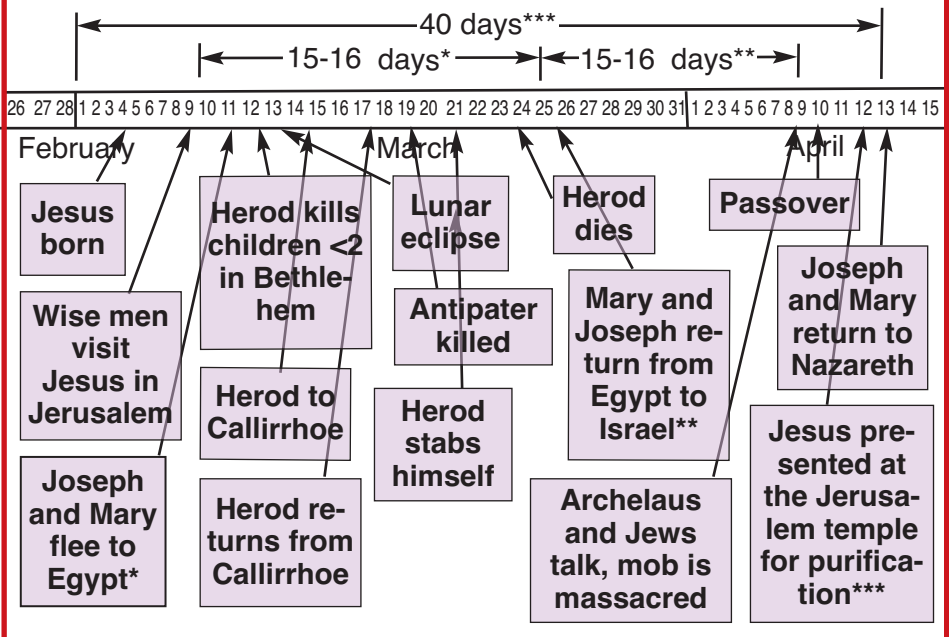 40 days***
15-16 days*
15-16 days**
26 27 28 1 2 3 4 5 6 7 8 9 10 11 12 13 14 15 16 17 18 19 20 21 22 23 24 25 26 27 28 29 30 31 1 2 3 4 5 6 7 8 9 10 11 12 13 14 15
February
March
April
Jesus
born
Herod kills
children <2
in Bethle-
hem
Lunar
eclipse
Herod
dies
Passover
Wise men
visit
Jesus in
Jerusalem
Antipater
killed
Mary and
Joseph re-
turn from
Egypt to
Israel**
Joseph
and Mary
return to
Nazareth
Herod to
Callirrhoe
Herod
stabs
himself
Joseph
and Mary
flee to
Egypt*
Herod re-
turns from
Callirrhoe
Archelaus
and Jews
talk, mob is
massacred
Jesus pre-
sented at
the Jerusa-
lem temple
for purifica-
tion***